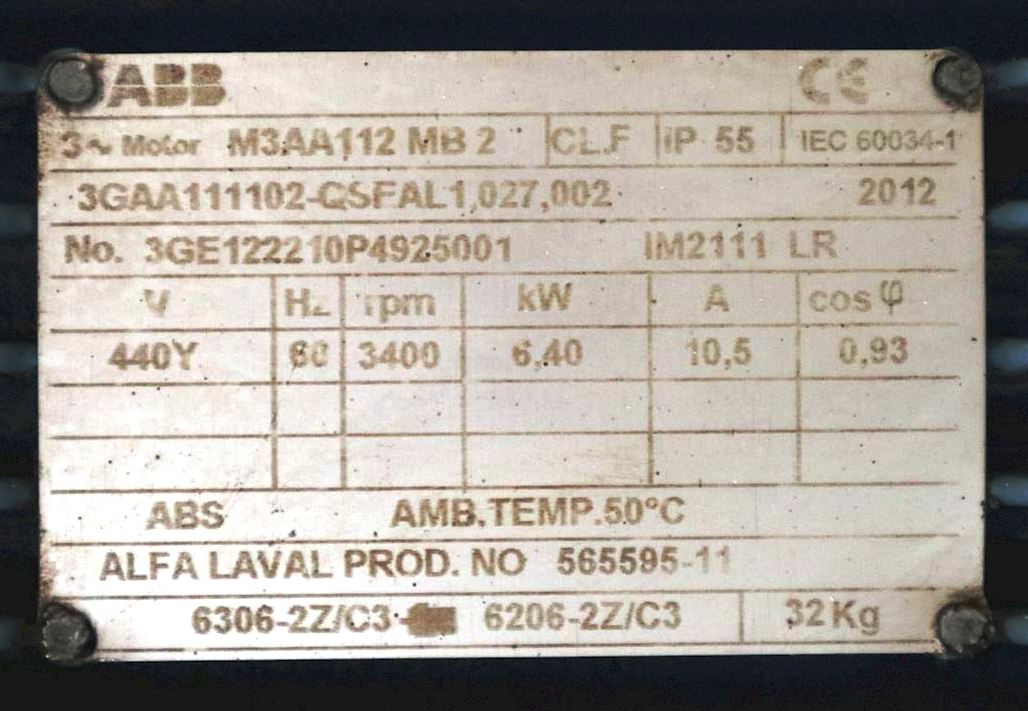 ABB CE
3~ Motor M3AA112 MB 2 CL.F IP 55 IEC 60034-1
3GAA111102-QSFAL1,027,002 2012
No. 3GE122210P4925001 IM2111 LR
V Hz rpm kW A cos φ
440Y 60 3400 6,40 10,5 0,93
ABS AMB.TEMP.50°C
ALFA LAVAL PROD. NO 565595-11
6306-2Z/C3 6206-2Z/C3 32Kg